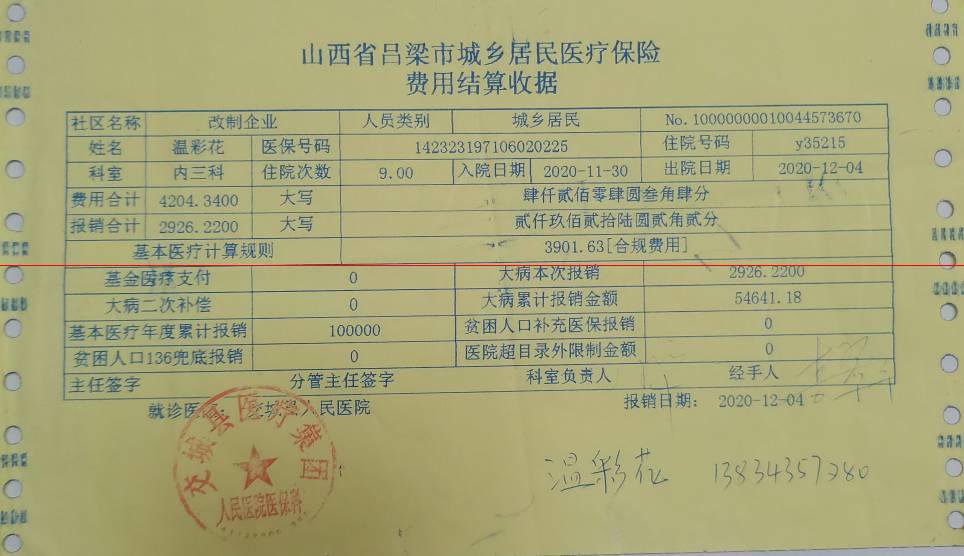 山西省吕梁市城乡居民医疗保险
费用结算收据
社区名称 改制企业 人员类别 城乡居民 No.10000000010044573670
姓名 温彩花 医保号码 142323197106020225 住院号码 y35215
科室 内三科 住院次数 9.00 入院日期 2020-11-30 出院日期 2020-12-04
费用合计 4204.3400 大写 肆仟贰佰零肆圆叁角肆分
报销合计 2926.2200 大写 贰仟玖佰贰拾陆圆贰角贰分
基本医疗计算规则 3901.63[合规费用]
基金医疗支付 0 大病本次报销 2926.2200
大病二次补偿 0 大病累计报销金额 54641.18
基本医疗年度累计报销 100000 贫困人口补充医保报销 0
贫困人口136兜底报销 0 医院超目录外限制金额 0
主任签字 分管主任签字 科室负责人 经手人
就诊医院: 交城县人民医院 报销日期: 2020-12-04
交城县医疗集团
人民医院医保科
温彩花 13834357280